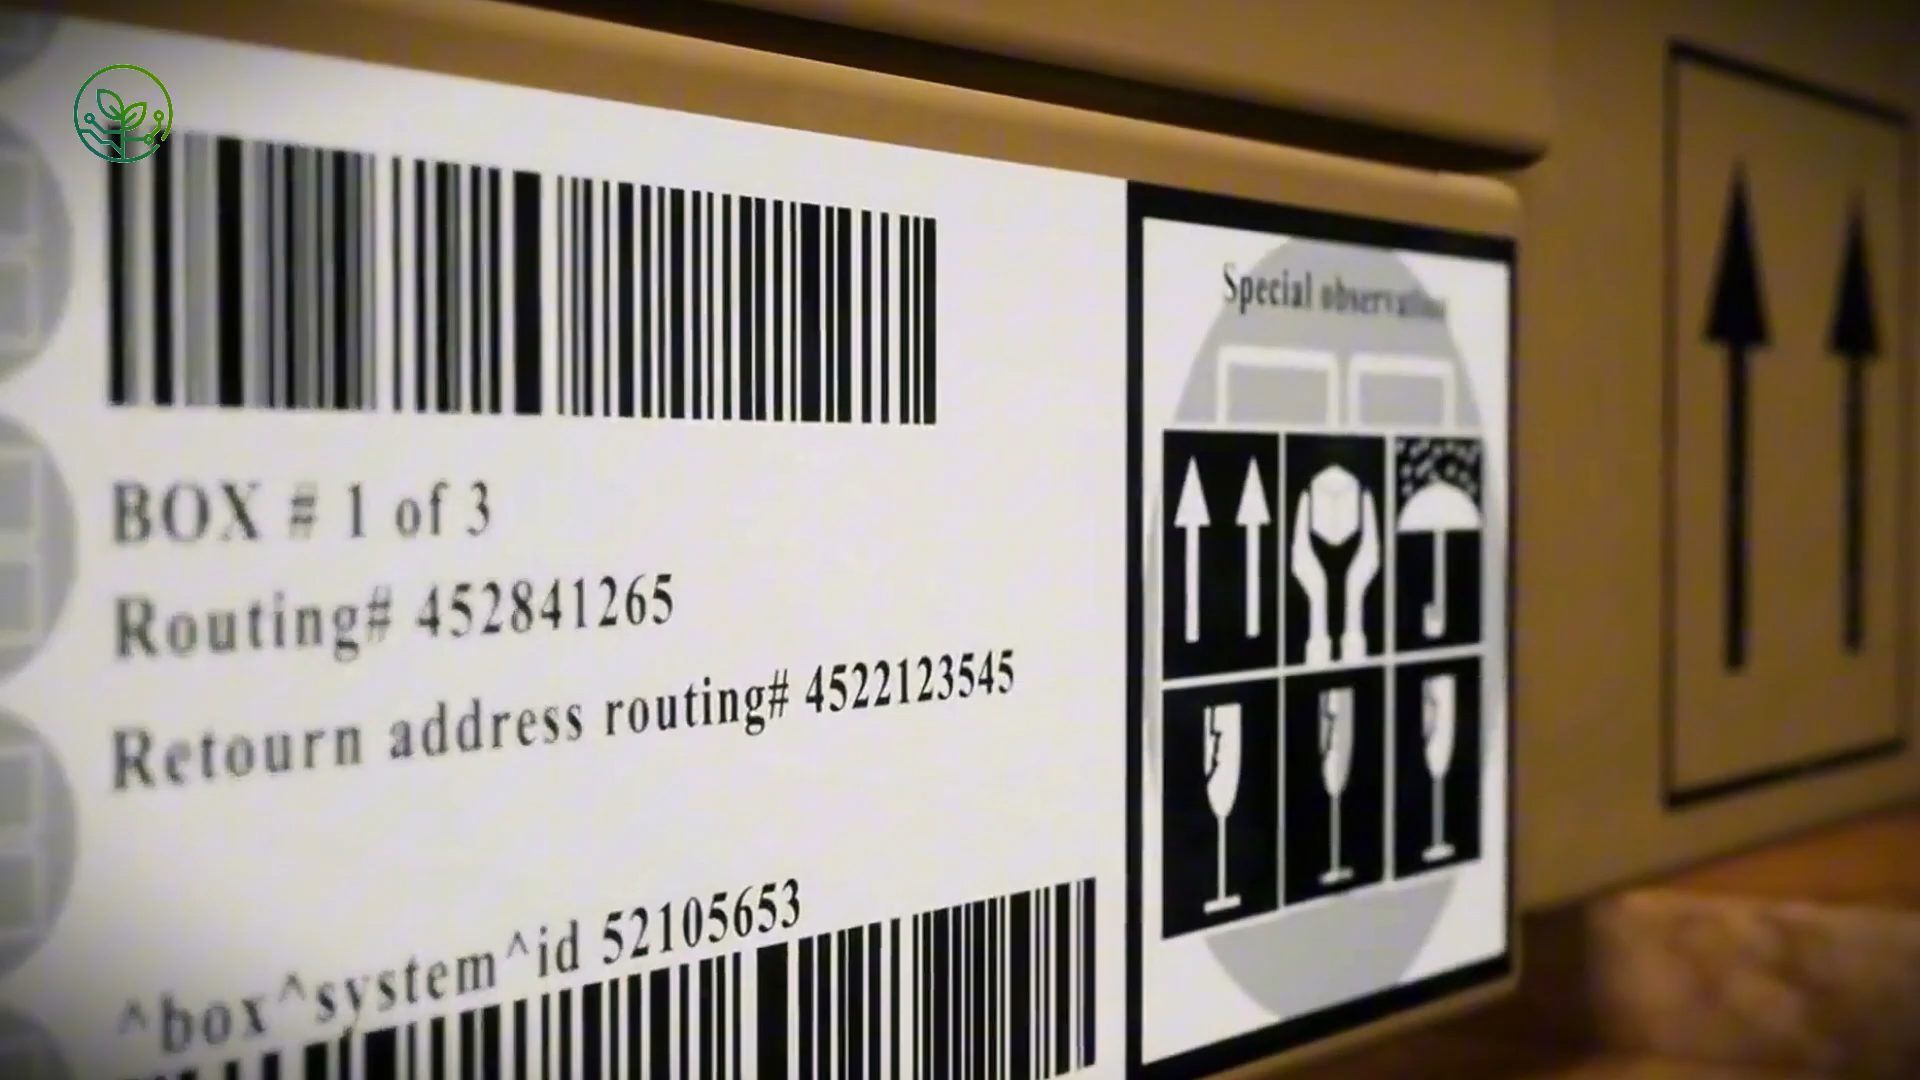 BOX # 1 of 3
Routing# 452841265
Retourn address routing# 4522123545
^box^system^id 52105653
Special observations